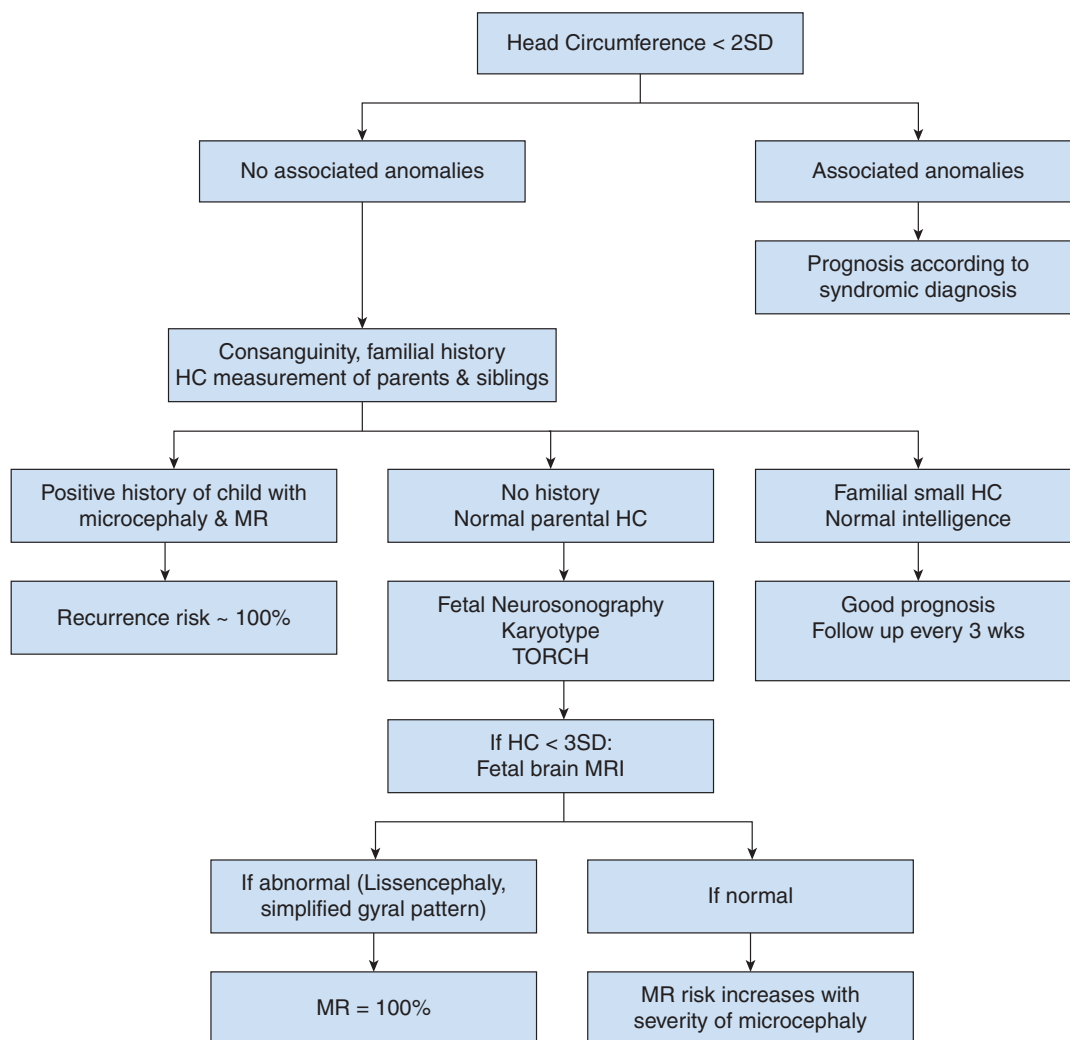 Head Circumference < 2SD
No associated anomalies
Associated anomalies
Prognosis according to
syndromic diagnosis
Consanguinity, familial history
HC measurement of parents & siblings
Positive history of child with
microcephaly & MR
No history
Normal parental HC
Familial small HC
Normal intelligence
Recurrence risk ~ 100%
Fetal Neurosonography
Karyotype
TORCH
Good prognosis
Follow up every 3 wks
If HC < 3SD:
Fetal brain MRI
If abnormal (Lissencephaly,
simplified gyral pattern)
If normal
MR = 100%
MR risk increases with
severity of microcephaly